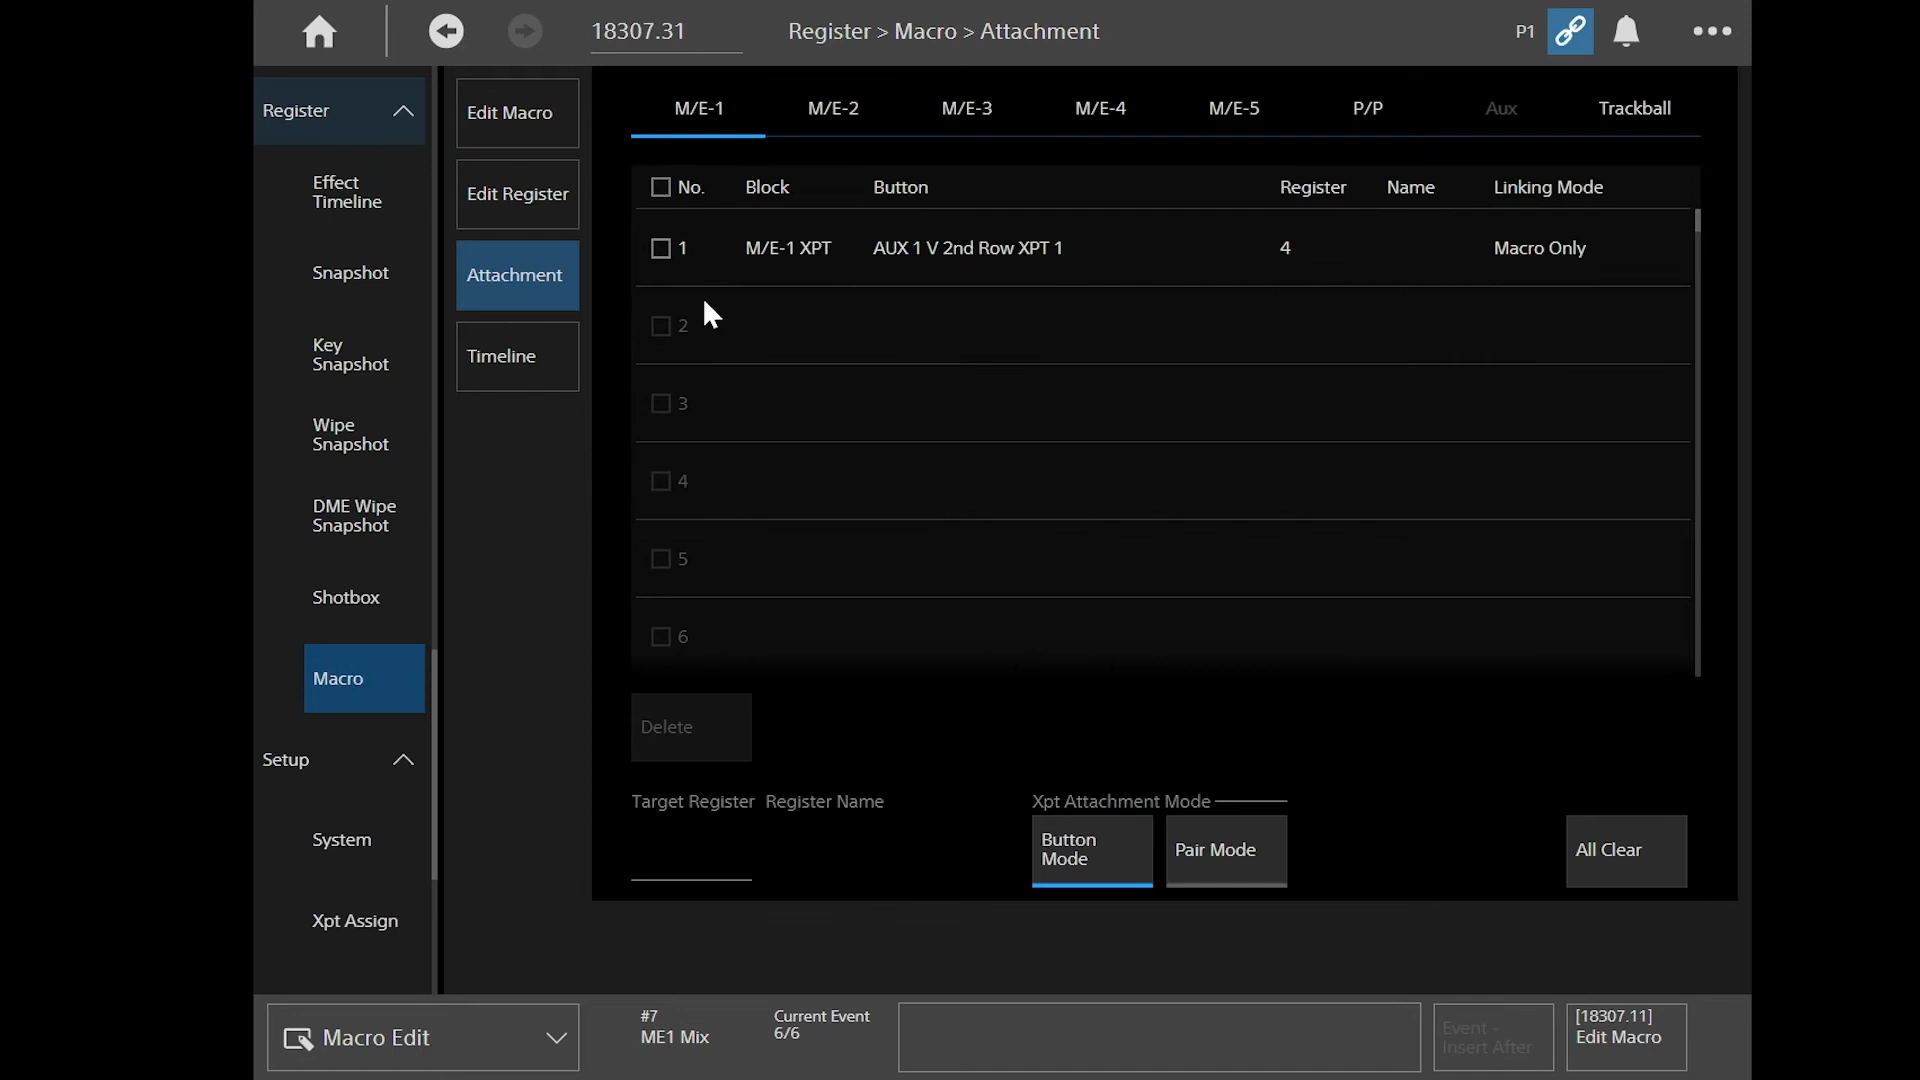 18307.31
Register > Macro > Attachment
P1
Register
Effect
Timeline
Snapshot
Key
Snapshot
Wipe
Snapshot
DME Wipe
Snapshot
Shotbox
Macro
Setup
System
Xpt Assign
Edit Macro
Edit Register
Attachment
Timeline
M/E-1 M/E-2 M/E-3 M/E-4 M/E-5 P/P Aux Trackball
No. Block Button Register Name Linking Mode
1 M/E-1 XPT AUX 1 V 2nd Row XPT 1 4 Macro Only
2
3
4
5
6
Delete
Target Register Register Name
Xpt Attachment Mode
Button
Mode
Pair Mode
All Clear
Macro Edit
#7
ME1 Mix
Current Event
6/6
Event -
Insert After
[18307.11]
Edit Macro